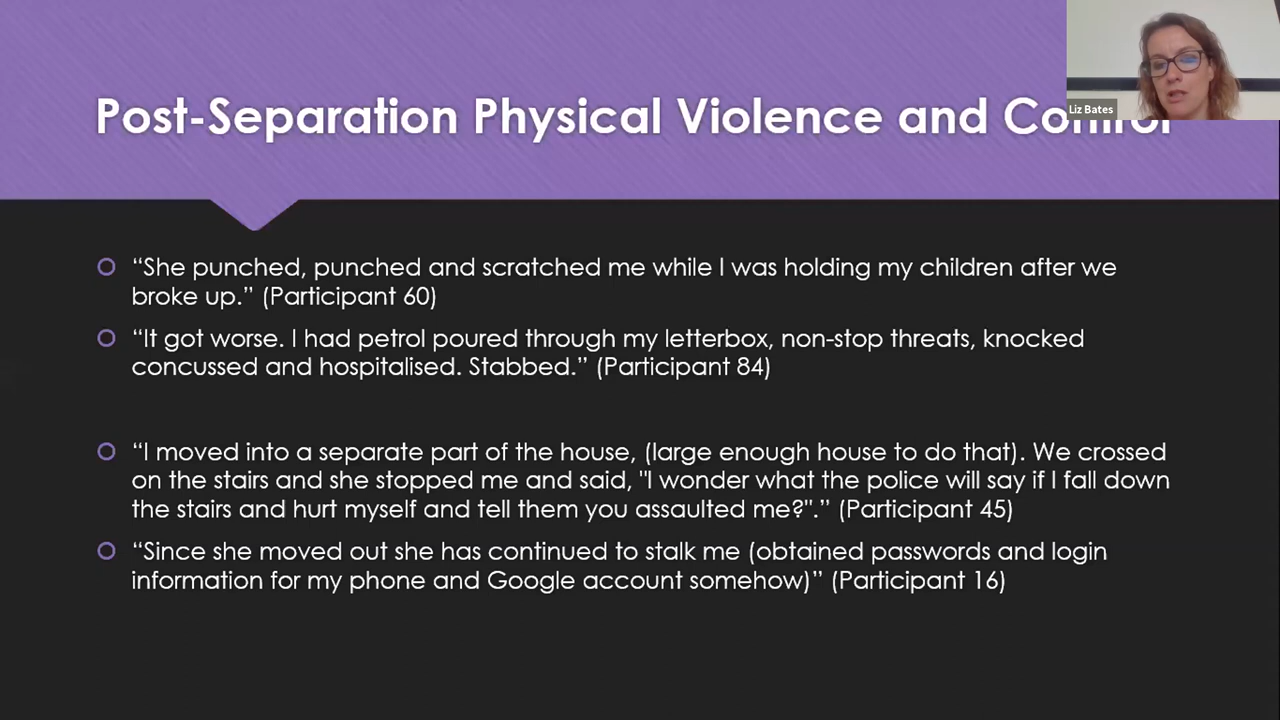 Post-Separation Physical Violence and Control
Liz Bates
“She punched, punched and scratched me while I was holding my children after we
broke up.” (Participant 60)
“It got worse. I had petrol poured through my letterbox, non-stop threats, knocked
concussed and hospitalised. Stabbed.” (Participant 84)
“I moved into a separate part of the house, (large enough house to do that). We crossed
on the stairs and she stopped me and said, "I wonder what the police will say if I fall down
the stairs and hurt myself and tell them you assaulted me?".” (Participant 45)
“Since she moved out she has continued to stalk me (obtained passwords and login
information for my phone and Google account somehow)” (Participant 16)